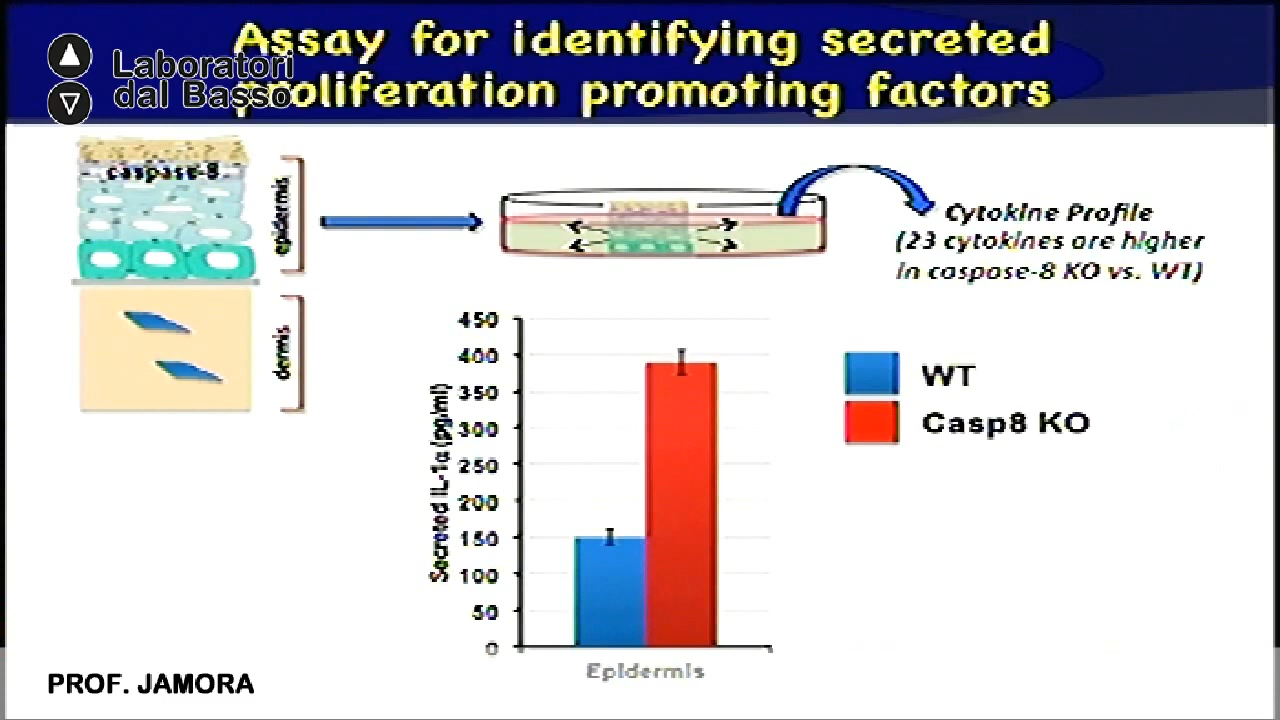 Assay for identifying secreted
proliferation promoting factors
Laboratori
dal Basso
caspase-8
epidermis
dermis
Cytokine Profile
(23 cytokines are higher
in caspase-8 KO vs. WT)
Secreted IL-1α (pg/ml)
450
400
350
300
250
200
150
100
50
0
Epidermis
WT
Casp8 KO
PROF. JAMORA